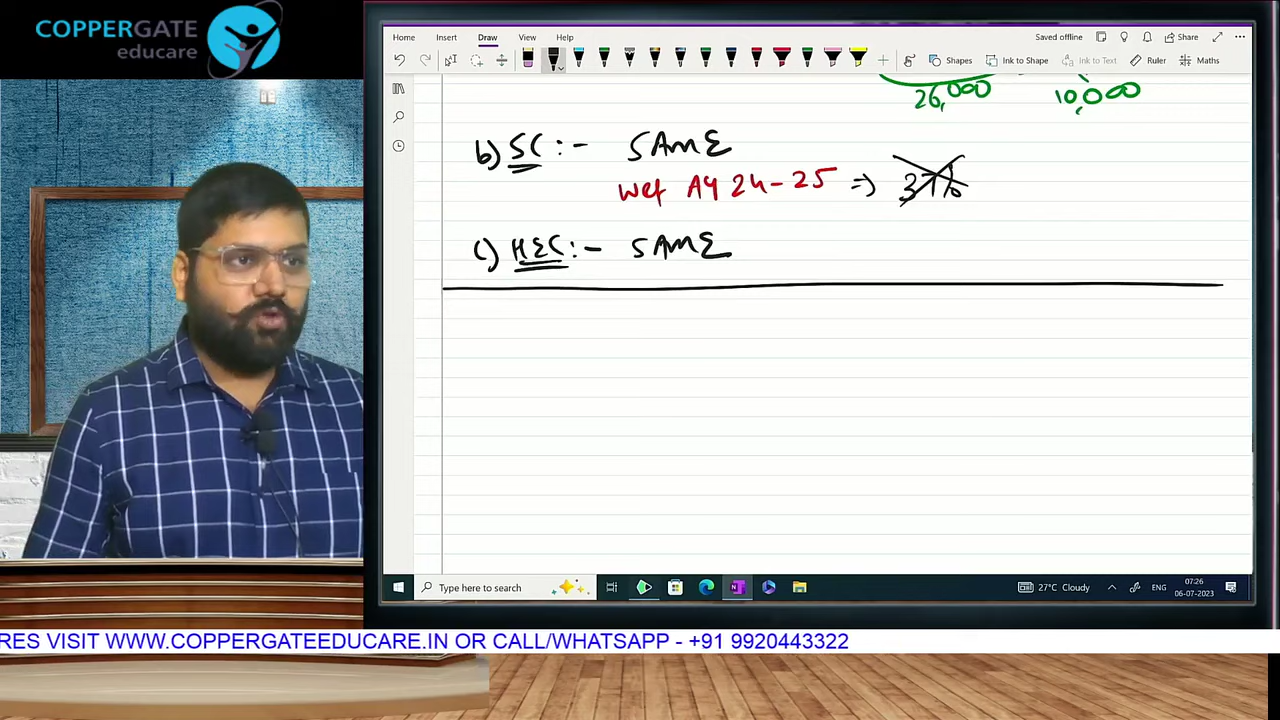 COPPERGATE
educare
Home Insert Draw View Help
Saved offline
Share
Shapes
Ink to Shape
Ink to Text
Ruler
Maths
26,000 10,000
b) SC :- SAME
wef AY 24-25 => 37%
c) HEC :- SAME
Type here to search
27°C Cloudy
ENG
07:26
06-07-2023
RES VISIT WWW.COPPERGATEEDUCARE.IN OR CALL/WHATSAPP - +91 9920443322